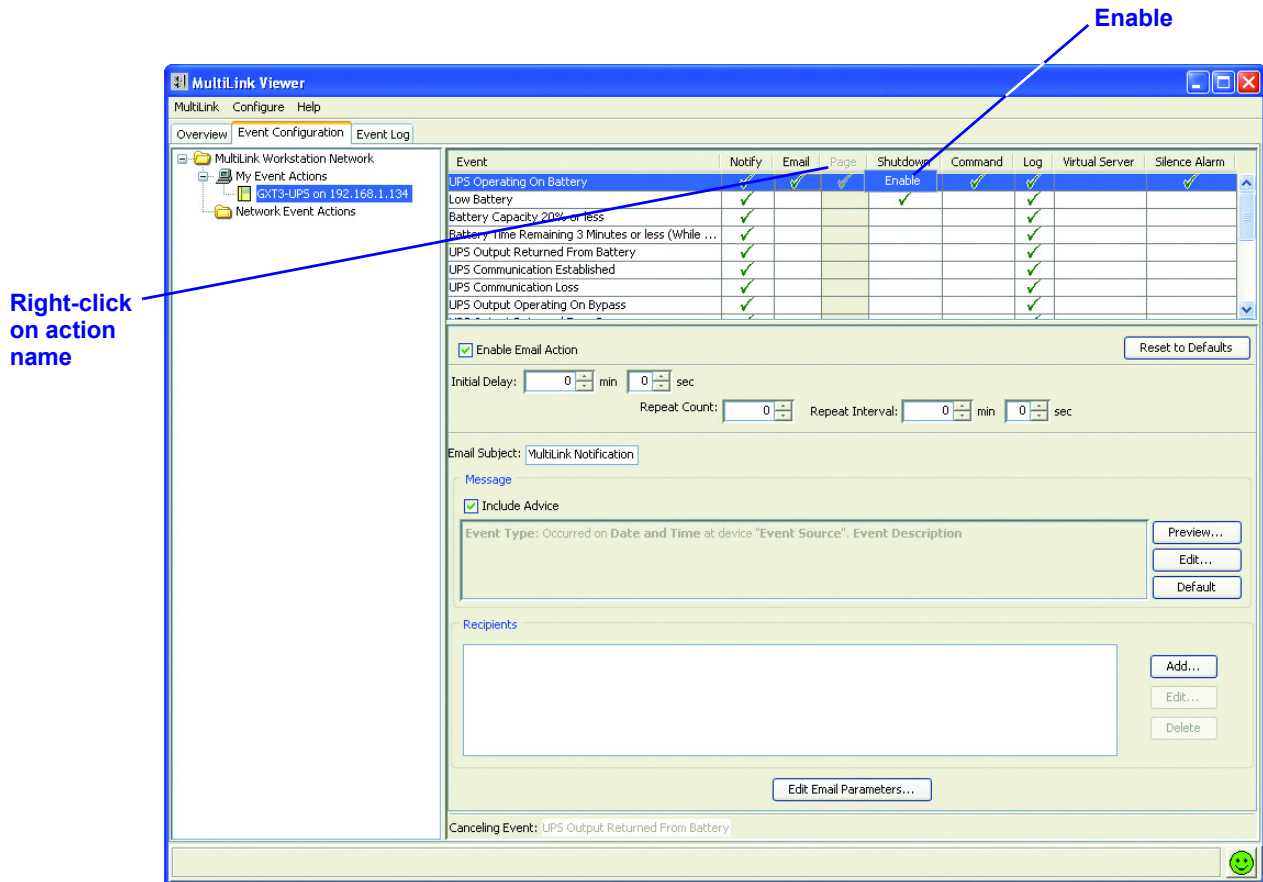 Enable
MultiLink Viewer
MultiLink Configure Help
Overview Event Configuration Event Log
MultiLink Workstation Network
My Event Actions
GXT3-UPS on 192.168.1.134
Network Event Actions
Event Notify Email Page Shutdown Command Log Virtual Server Silence Alarm
UPS Operating On Battery Enable
Low Battery
Battery Capacity 20% or less
Battery Time Remaining 3 Minutes or less (While ...
UPS Output Returned From Battery
UPS Communication Established
UPS Communication Loss
UPS Output Operating On Bypass
Right-click
on action
name
Enable Email Action Reset to Defaults
Initial Delay: 0 min 0 sec
Repeat Count: 0 Repeat Interval: 0 min 0 sec
Email Subject: MultiLink Notification
Message
Include Advice
Event Type: Occurred on Date and Time at device "Event Source". Event Description
Preview...
Edit...
Default
Recipients
Add...
Edit...
Delete
Edit Email Parameters...
Canceling Event: UPS Output Returned From Battery